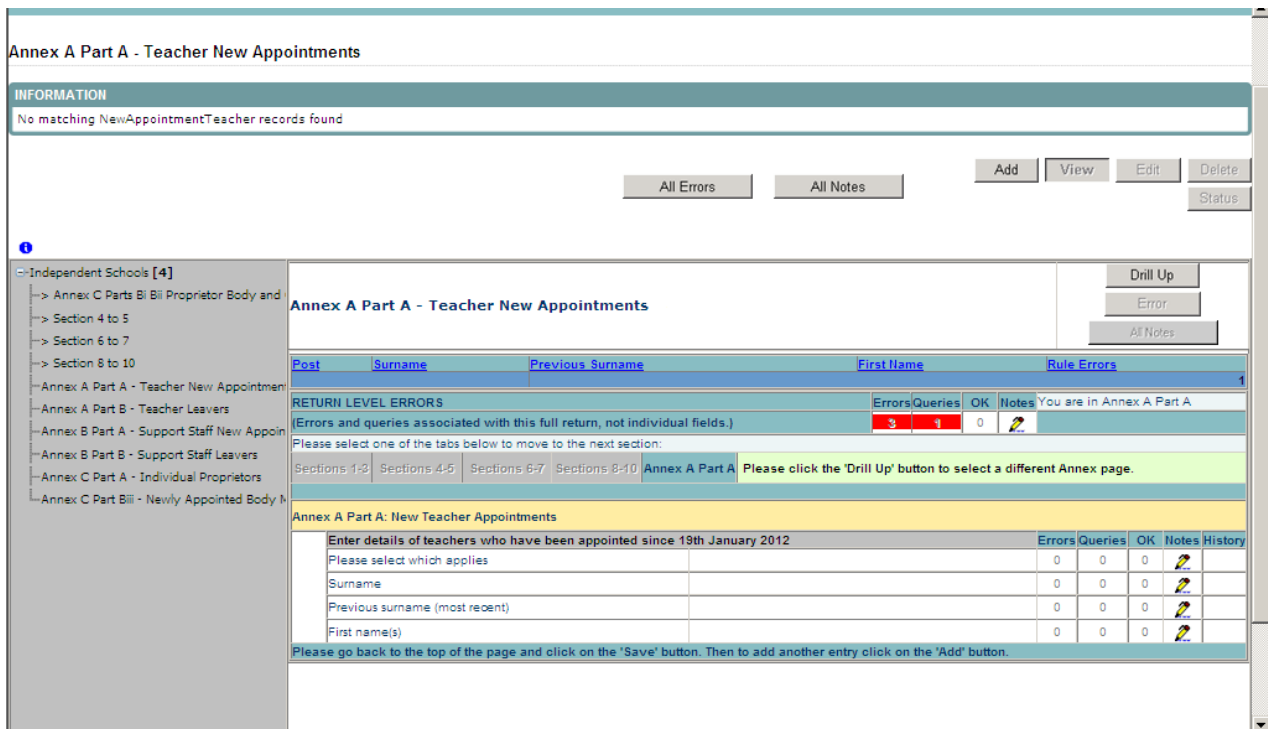 Annex A Part A - Teacher New Appointments
INFORMATION
No matching NewAppointmentTeacher records found
Add View Edit Delete
All Errors All Notes
Status
Independent Schools [4]
> Annex C Parts Bi Bii Proprietor Body and
> Section 4 to 5
> Section 6 to 7
> Section 8 to 10
Annex A Part A - Teacher New Appointmen
Annex A Part B - Teacher Leavers
Annex B Part A - Support Staff New Appoin
Annex B Part B - Support Staff Leavers
Annex C Part A - Individual Proprietors
Annex C Part Biii - Newly Appointed Body M
Annex A Part A - Teacher New Appointments
Drill Up
Error
All Notes
Post Surname Previous Surname First Name Rule Errors
1
RETURN LEVEL ERRORS Errors Queries OK Notes You are in Annex A Part A
(Errors and queries associated with this full return, not individual fields.) 3 1 0
Please select one of the tabs below to move to the next section:
Sections 1-3 Sections 4-5 Sections 6-7 Sections 8-10 Annex A Part A Please click the 'Drill Up' button to select a different Annex page.
Annex A Part A: New Teacher Appointments
Enter details of teachers who have been appointed since 19th January 2012 Errors Queries OK Notes History
Please select which applies 0 0 0
Surname 0 0 0
Previous surname (most recent) 0 0 0
First name(s) 0 0 0
Please go back to the top of the page and click on the 'Save' button. Then to add another entry click on the 'Add' button.